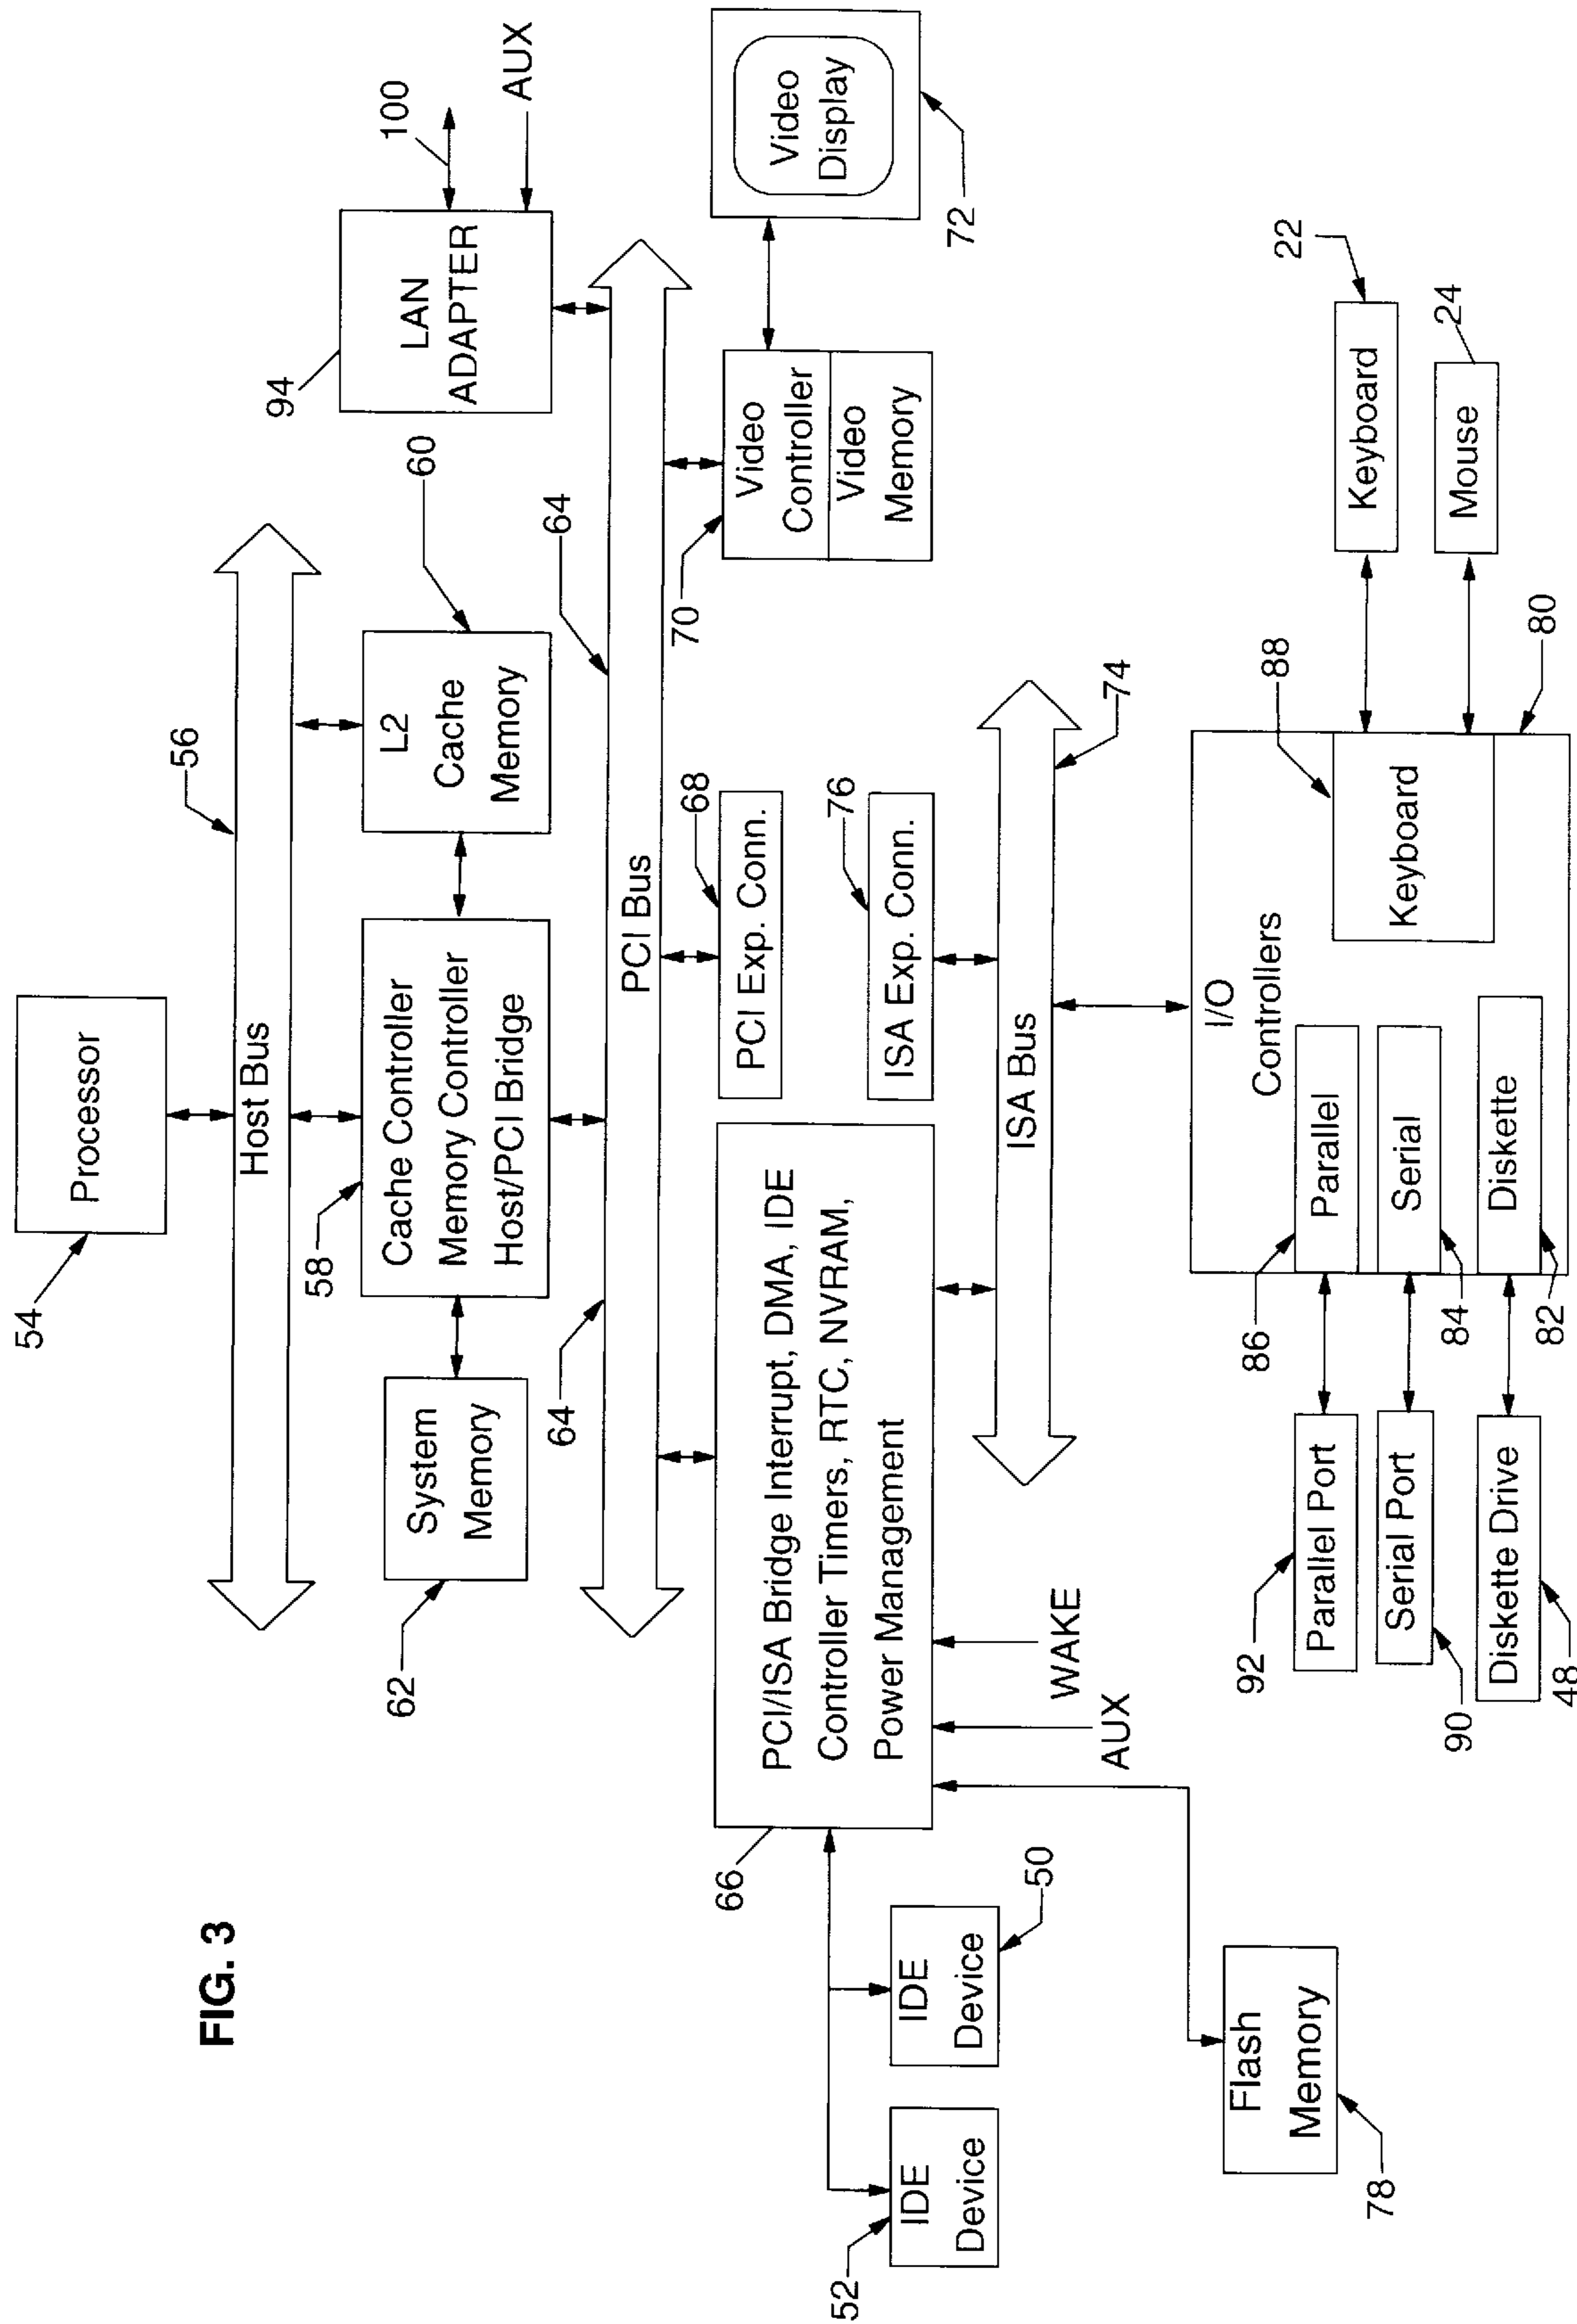 FIG. 3
54
Processor
56
Host Bus
58
Cache Controller
Memory Controller
Host/PCI Bridge
60
L2
Cache
Memory
62
System
Memory
94
LAN
ADAPTER
100
AUX
64
64
PCI Bus
66
PCI/ISA Bridge Interrupt, DMA, IDE
Controller Timers, RTC, NVRAM,
Power Management
68
PCI Exp. Conn.
70
Video
Controller
Video
Memory
Video
Display
72
76
ISA Exp. Conn.
52
IDE
Device
IDE
Device
50
WAKE
AUX
ISA Bus
74
Flash
Memory
78
I/O
Controllers
88
Keyboard
80
Keyboard
22
Mouse
24
86
Parallel
Serial
84
Diskette
82
92
Parallel Port
Serial Port
90
Diskette Drive
48